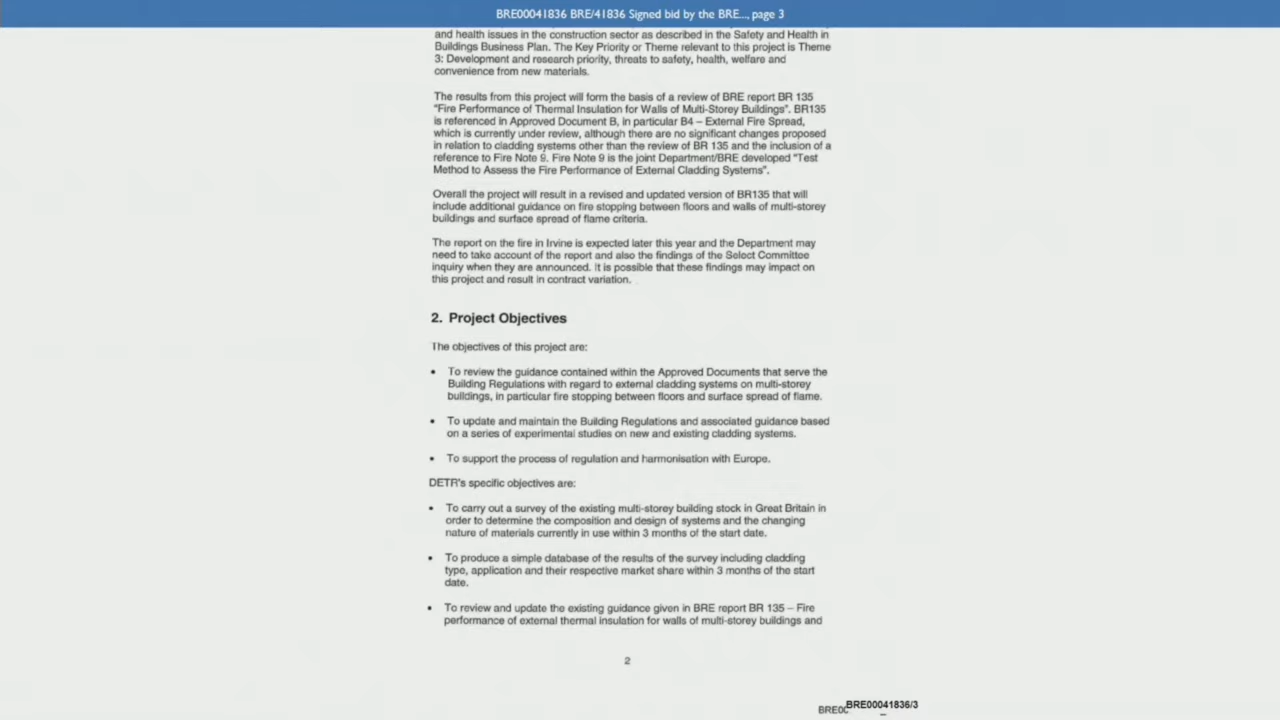 BRE00041836 BRE/41836 Signed bid by the BRE..., page 3
and health issues in the construction sector as described in the Safety and Health in
Buildings Business Plan. The Key Priority or Theme relevant to this project is Theme
3: Development and research priority, threats to safety, health, welfare and
convenience from new materials.
The results from this project will form the basis of a review of BRE report BR 135
"Fire Performance of Thermal Insulation for Walls of Multi-Storey Buildings". BR135
is referenced in Approved Document B, in particular B4 – External Fire Spread,
which is currently under review, although there are no significant changes proposed
in relation to cladding systems other than the review of BR 135 and the inclusion of a
reference to Fire Note 9. Fire Note 9 is the joint Department/BRE developed "Test
Method to Assess the Fire Performance of External Cladding Systems".
Overall the project will result in a revised and updated version of BR135 that will
include additional guidance on fire stopping between floors and walls of multi-storey
buildings and surface spread of flame criteria.
The report on the fire in Irvine is expected later this year and the Department may
need to take account of the report and also the findings of the Select Committee
inquiry when they are announced. It is possible that these findings may impact on
this project and result in contract variation.
2. Project Objectives
The objectives of this project are:
• To review the guidance contained within the Approved Documents that serve the
Building Regulations with regard to external cladding systems on multi-storey
buildings, in particular fire stopping between floors and surface spread of flame.
• To update and maintain the Building Regulations and associated guidance based
on a series of experimental studies on new and existing cladding systems.
• To support the process of regulation and harmonisation with Europe.
DETR's specific objectives are:
• To carry out a survey of the existing multi-storey building stock in Great Britain in
order to determine the composition and design of systems and the changing
nature of materials currently in use within 3 months of the start date.
• To produce a simple database of the results of the survey including cladding
type, application and their respective market share within 3 months of the start
date.
• To review and update the existing guidance given in BRE report BR 135 – Fire
performance of external thermal insulation for walls of multi-storey buildings and
2
BRE00041836/3